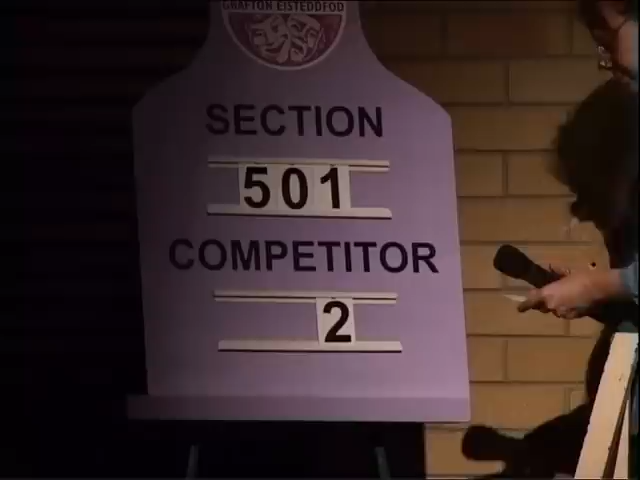 GRAFTON EISTEDDFOD
SECTION
501
COMPETITOR
2